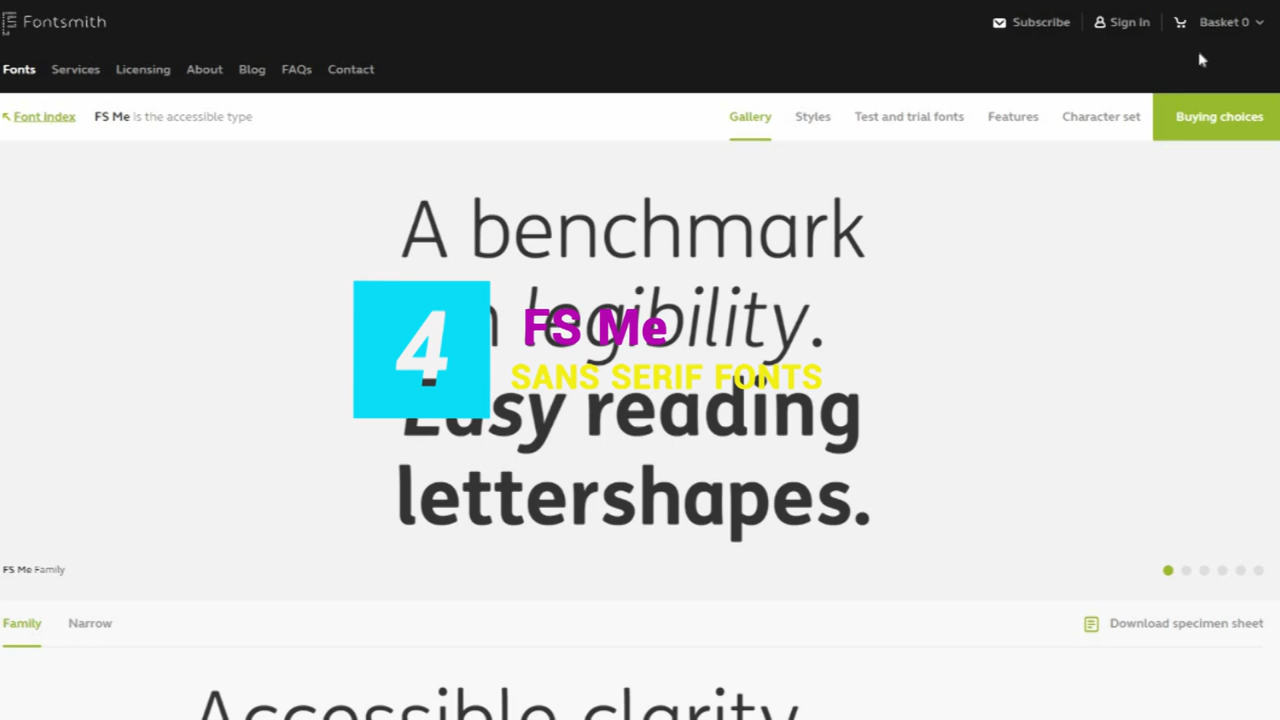 Fontsmith
Subscribe Sign In Basket 0
Fonts Services Licensing About Blog FAQs Contact
Font index FS Me is the accessible type
Gallery Styles Test and trial fonts Features Character set Buying choices
A benchmark
legibility.
Easy reading
lettershapes.
4
FS Me
SANS SERIF FONTS
FS Me Family
Family Narrow Download specimen sheet
Accessible clarity